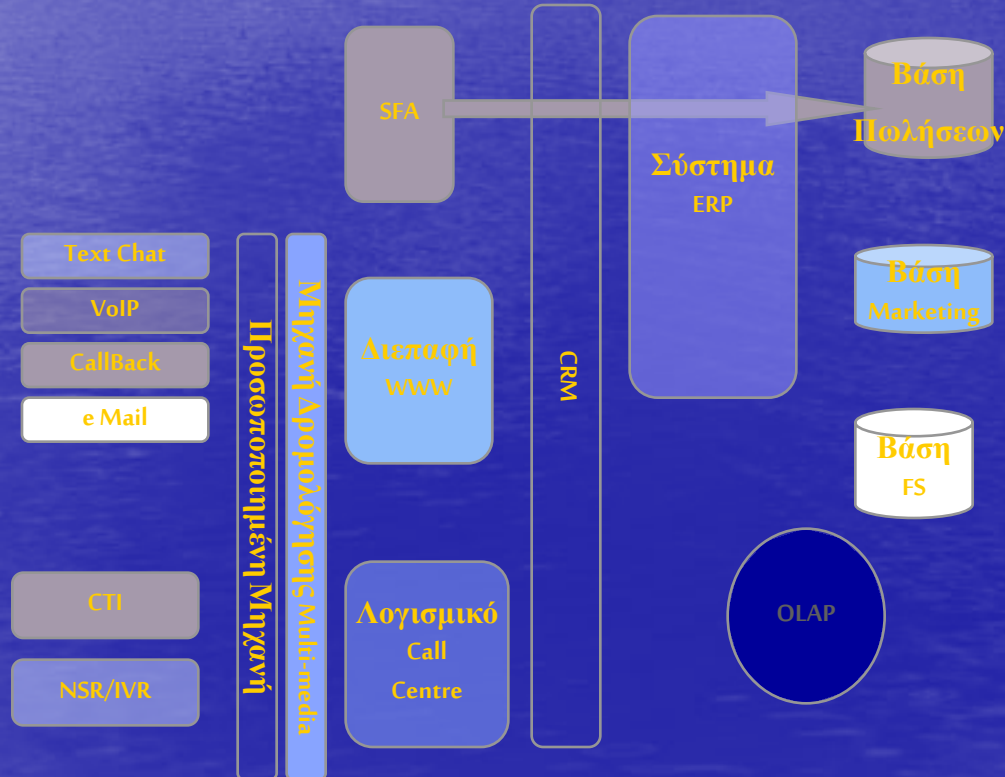 SFA
Σύστημα
ERP
Βάση
Πωλήσεων
Text Chat
VoIP
CallBack
e Mail
Προσωποποιημένη Μηχανή
Μηχανή Δρομολόγησης Multi-media
Διεπαφή
WWW
CRM
Βάση
Marketing
Βάση
FS
CTI
NSR/IVR
Λογισμικό
Call
Centre
OLAP